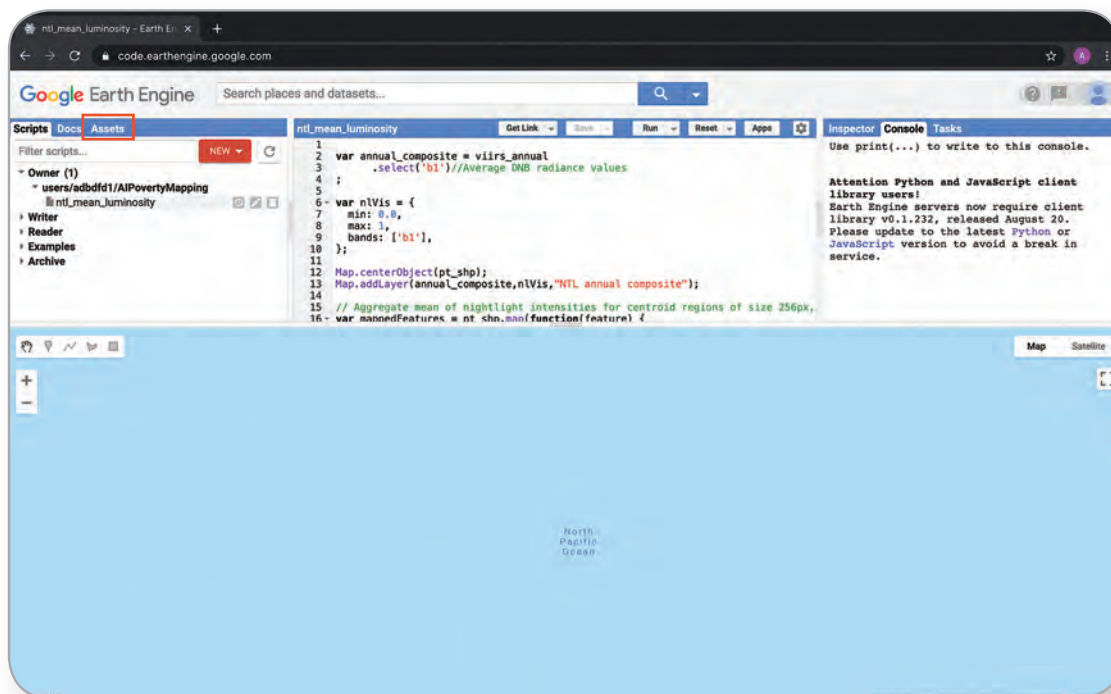 ntl_mean_luminosity - Earth En
code.earthengine.google.com
A
Google Earth Engine
Search places and datasets...
Scripts Docs Assets
Filter scripts...
NEW
Owner (1)
users/adbdfd1/AIPovertyMapping
ntl_mean_luminosity
Writer
Reader
Examples
Archive
ntl_mean_luminosity
Get Link Save Run Reset Apps
1
2 var annual_composite = viirs_annual
3 .select('b1')//Average DNB radiance values
4 ;
5
6 var nlVis = {
7 min: 0.0,
8 max: 1,
9 bands: ['b1'],
10 };
11
12 Map.centerObject(pt_shp);
13 Map.addLayer(annual_composite,nlVis,"NTL annual composite");
14
15 // Aggregate mean of nightlight intensities for centroid regions of size 256px,
16 var mappedFeatures = pt_shp.map(function(feature) {
Inspector Console Tasks
Use print(...) to write to this console.
Attention Python and JavaScript client
library users!
Earth Engine servers now require client
library v0.1.232, released August 20.
Please update to the latest Python or
JavaScript version to avoid a break in
service.
Map Satellite
North
Pacific
Ocean